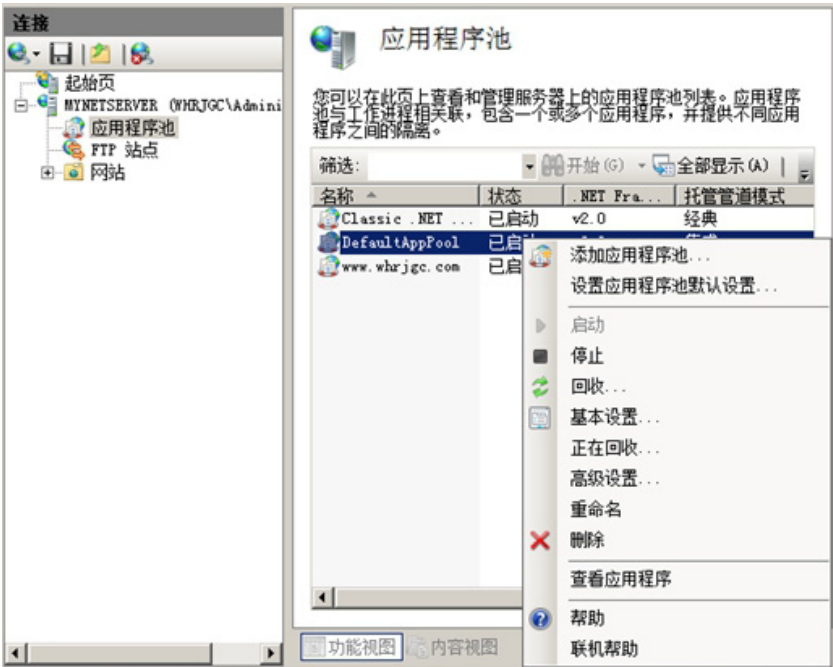 连接
起始页
MYNETSERVER (WHRJGC\Admini
应用程序池
FTP 站点
网站
应用程序池
您可以在此页上查看和管理服务器上的应用程序池列表。应用程序
池与工作进程相关联，包含一个或多个应用程序，并提供不同应用
程序之间的隔离。
筛选: 开始(G) 全部显示(A)
名称 状态 .NET Fra... 托管管道模式
Classic .NET ... 已启动 v2.0 经典
DefaultAppPool 已启动
www.whrjgc.com 已启
添加应用程序池...
设置应用程序池默认设置...
启动
停止
回收...
基本设置...
正在回收...
高级设置...
重命名
删除
查看应用程序
帮助
联机帮助
功能视图 内容视图